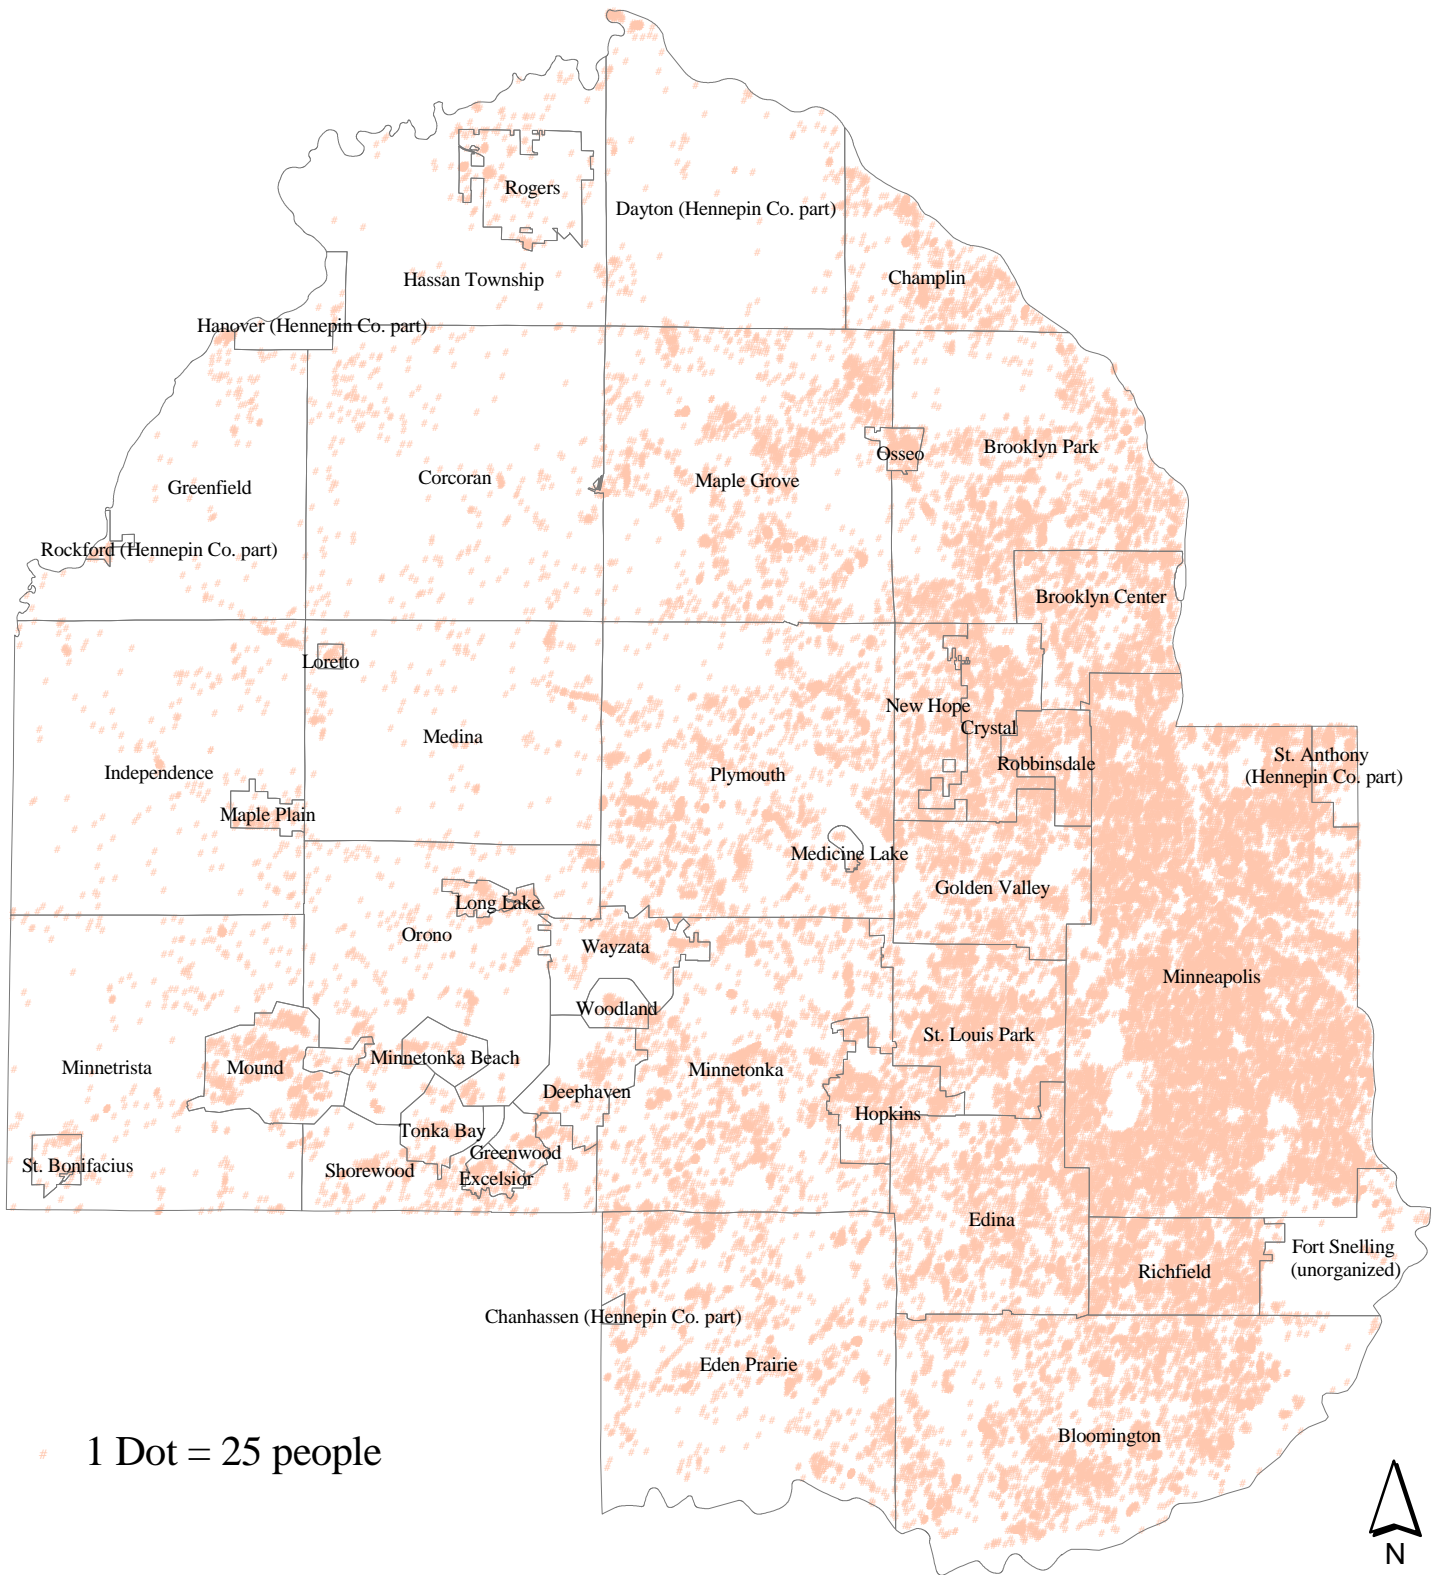 Rogers
Dayton (Hennepin Co. part)
Hassan Township
Champlin
Hanover (Hennepin Co. part)
Brooklyn Park
Osseo
Corcoran
Maple Grove
Greenfield
Rockford (Hennepin Co. part)
Brooklyn Center
Loretto
New Hope
Crystal
Medina
Robbinsdale
St. Anthony
(Hennepin Co. part)
Independence
Plymouth
Maple Plain
Medicine Lake
Golden Valley
Long Lake
Orono
Wayzata
Minneapolis
Woodland
St. Louis Park
Minnetonka Beach
Minnetrista
Mound
Minnetonka
Deephaven
Hopkins
Tonka Bay
Greenwood
St. Bonifacius
Shorewood
Excelsior
Edina
Fort Snelling
(unorganized)
Richfield
Chanhassen (Hennepin Co. part)
Eden Prairie
Bloomington
1 Dot = 25 people
N